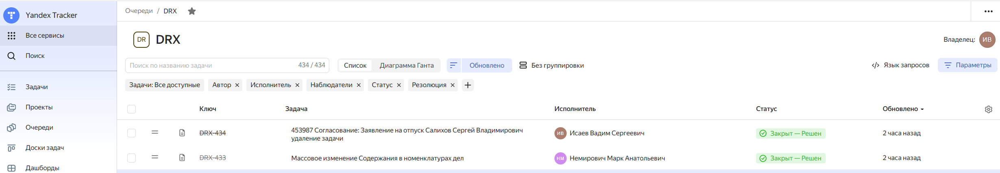 Yandex Tracker
Все сервисы
Поиск
Задачи
Проекты
Очереди
Доски задач
Дашборды
Очереди / DRX
DR DRX
Владелец: ИВ
Поиск по названию задачи 434 / 434 Список Диаграмма Ганта Обновлено Без группировки </> Язык запросов Параметры
Задачи: Все доступные Автор × Исполнитель × Наблюдатели × Статус × Резолюция × +
Ключ Задача Исполнитель Статус Обновлено
DRX-434 453987 Согласование: Заявление на отпуск Салихов Сергей Владимирович
удаление задачи
ИВ Исаев Вадим Сергеевич Закрыт — Решен 2 часа назад
DRX-433 Массовое изменение Содержания в номенклатурах дел НМ Немирович Марк Анатольевич Закрыт — Решен 2 часа назад